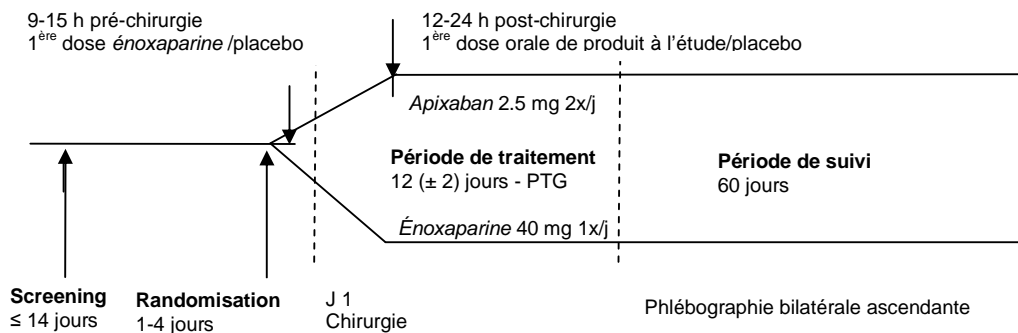 9-15 h pré-chirurgie
1ère dose énoxaparine /placebo
12-24 h post-chirurgie
1ère dose orale de produit à l'étude/placebo
Apixaban 2.5 mg 2x/j
Période de traitement
12 (± 2) jours - PTG
Période de suivi
60 jours
Énoxaparine 40 mg 1x/j
Screening
≤ 14 jours
Randomisation
1-4 jours
J 1
Chirurgie
Phlébographie bilatérale ascendante